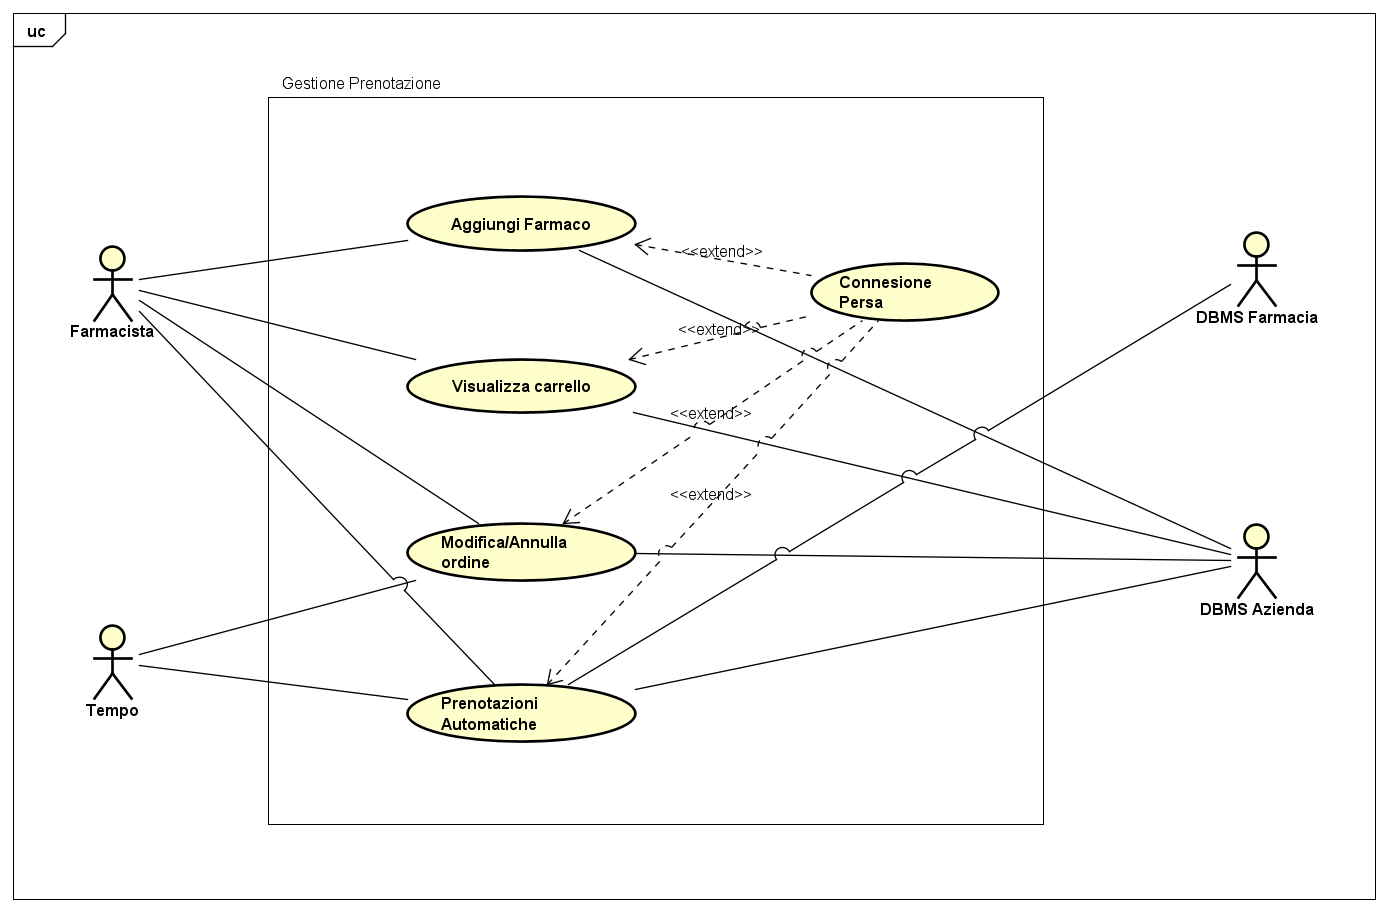 uc
Gestione Prenotazione
Aggiungi Farmaco
<<extend>>
Connesione
Persa
Farmacista
DBMS Farmacia
<<extend>>
Visualizza carrello
<<extend>>
<<extend>>
Modifica/Annulla
ordine
DBMS Azienda
Tempo
Prenotazioni
Automatiche